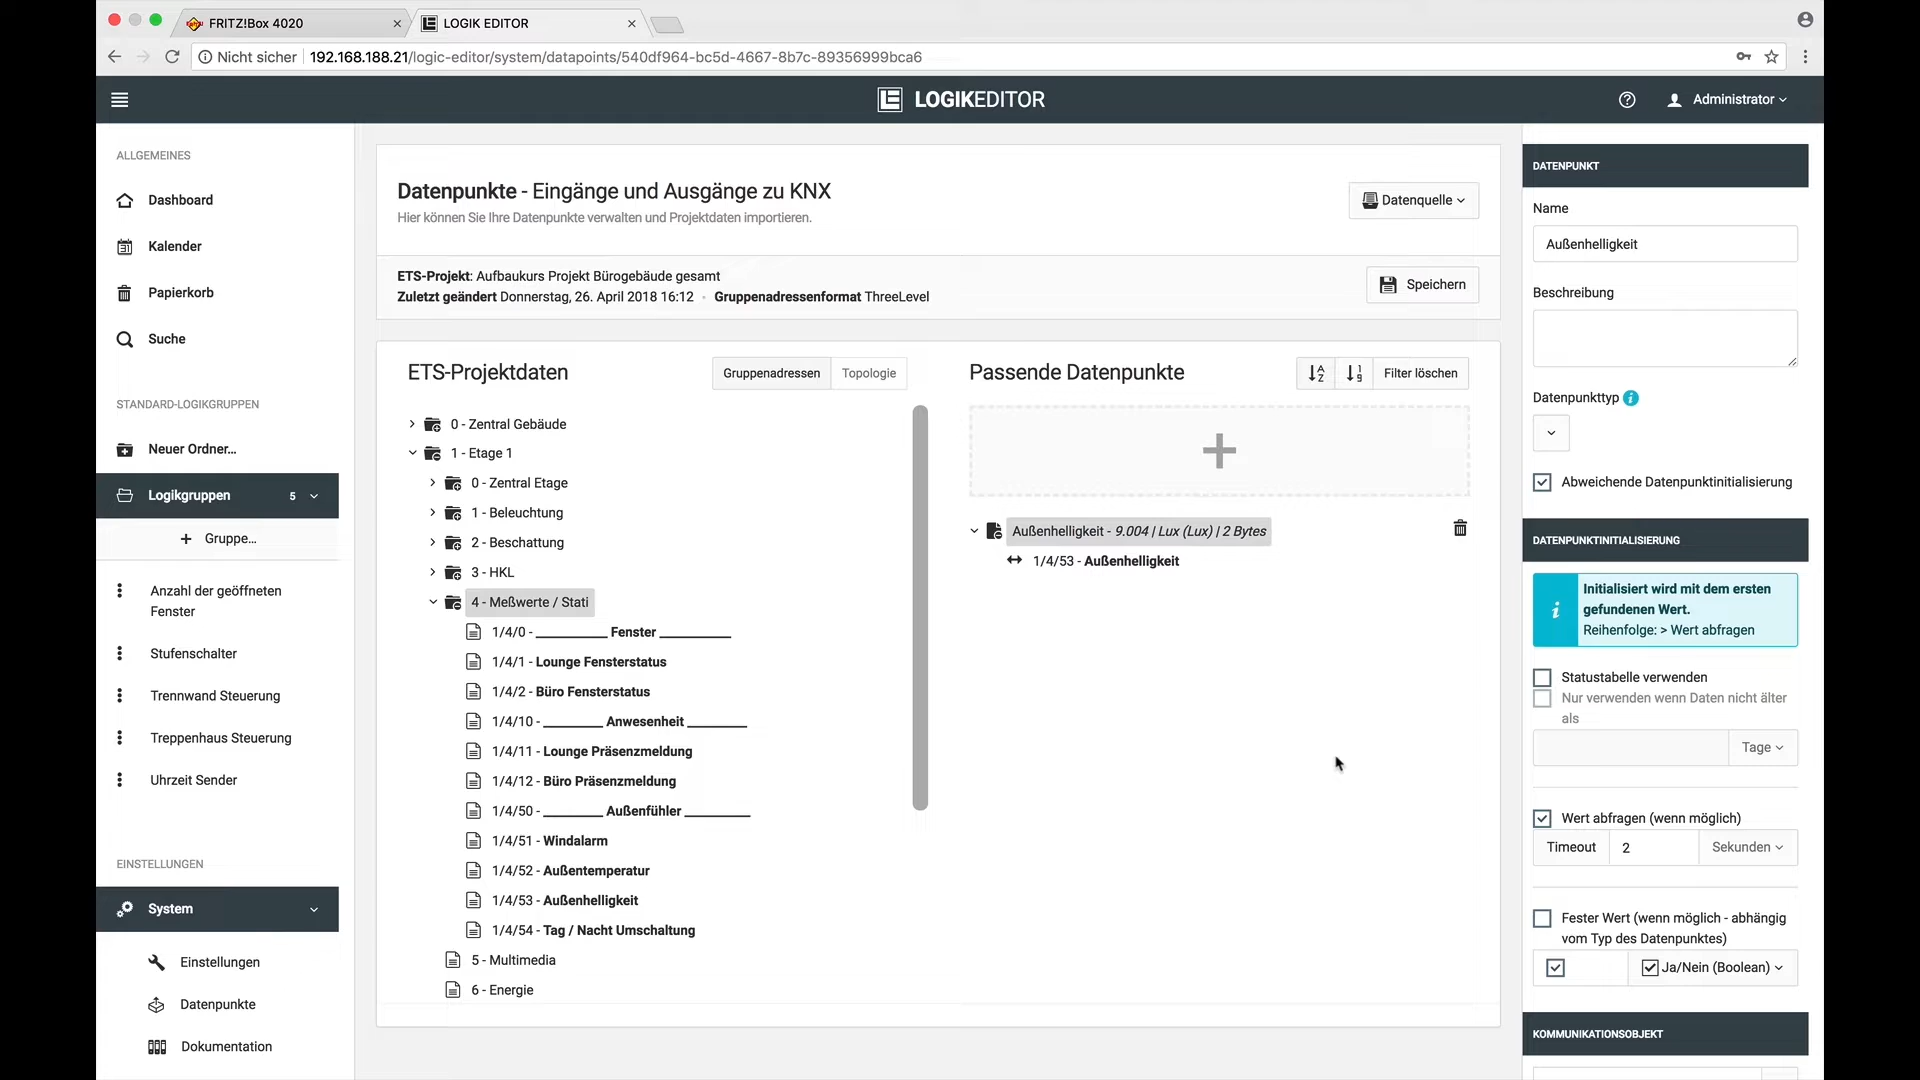 FRITZ!Box 4020
LOGIK EDITOR
Nicht sicher
192.168.188.21/logic-editor/system/datapoints/540df964-bc5d-4667-8b7c-89356999bca6
LOGIKEDITOR
Administrator
ALLGEMEINES
Dashboard
Kalender
Papierkorb
Suche
STANDARD-LOGIKGRUPPEN
Neuer Ordner...
Logikgruppen 5
+ Gruppe...
Anzahl der geöffneten
Fenster
Stufenschalter
Trennwand Steuerung
Treppenhaus Steuerung
Uhrzeit Sender
EINSTELLUNGEN
System
Einstellungen
Datenpunkte
Dokumentation
Datenpunkte - Eingänge und Ausgänge zu KNX
Hier können Sie Ihre Datenpunkte verwalten und Projektdaten importieren.
Datenquelle
ETS-Projekt: Aufbaukurs Projekt Bürogebäude gesamt
Zuletzt geändert Donnerstag, 26. April 2018 16:12 • Gruppenadressenformat ThreeLevel
Speichern
ETS-Projektdaten
Gruppenadressen
Topologie
0 - Zentral Gebäude
1 - Etage 1
0 - Zentral Etage
1 - Beleuchtung
2 - Beschattung
3 - HKL
4 - Meßwerte / Stati
1/4/0 - __________ Fenster __________
1/4/1 - Lounge Fensterstatus
1/4/2 - Büro Fensterstatus
1/4/10 - ________ Anwesenheit ________
1/4/11 - Lounge Präsenzmeldung
1/4/12 - Büro Präsenzmeldung
1/4/50 - ________ Außenfühler _________
1/4/51 - Windalarm
1/4/52 - Außentemperatur
1/4/53 - Außenhelligkeit
1/4/54 - Tag / Nacht Umschaltung
5 - Multimedia
6 - Energie
Passende Datenpunkte
Filter löschen
Außenhelligkeit - 9.004 | Lux (Lux) | 2 Bytes
1/4/53 - Außenhelligkeit
DATENPUNKT
Name
Außenhelligkeit
Beschreibung
Datenpunkttyp
Abweichende Datenpunktinitialisierung
DATENPUNKTINITIALISIERUNG
Initialisiert wird mit dem ersten
gefundenen Wert.
Reihenfolge: > Wert abfragen
Statustabelle verwenden
Nur verwenden wenn Daten nicht älter
als
Tage
Wert abfragen (wenn möglich)
Timeout 2 Sekunden
Fester Wert (wenn möglich - abhängig
vom Typ des Datenpunktes)
Ja/Nein (Boolean)
KOMMUNIKATIONSOBJEKT